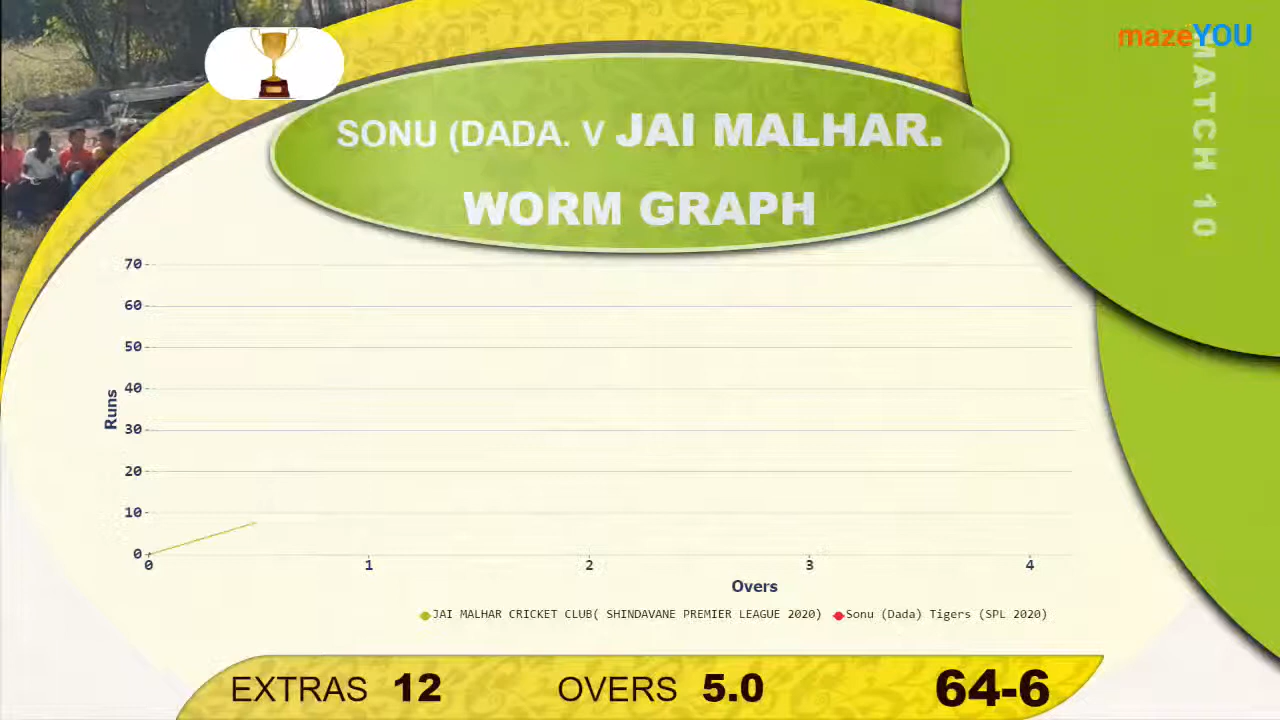 mazeYOU
MATCH 10
SONU (DADA. V JAI MALHAR.
WORM GRAPH
70
60
50
40
30
20
10
0
Runs
0 1 2 3 4
Overs
JAI MALHAR CRICKET CLUB( SHINDAVANE PREMIER LEAGUE 2020) Sonu (Dada) Tigers (SPL 2020)
EXTRAS 12 OVERS 5.0 64-6